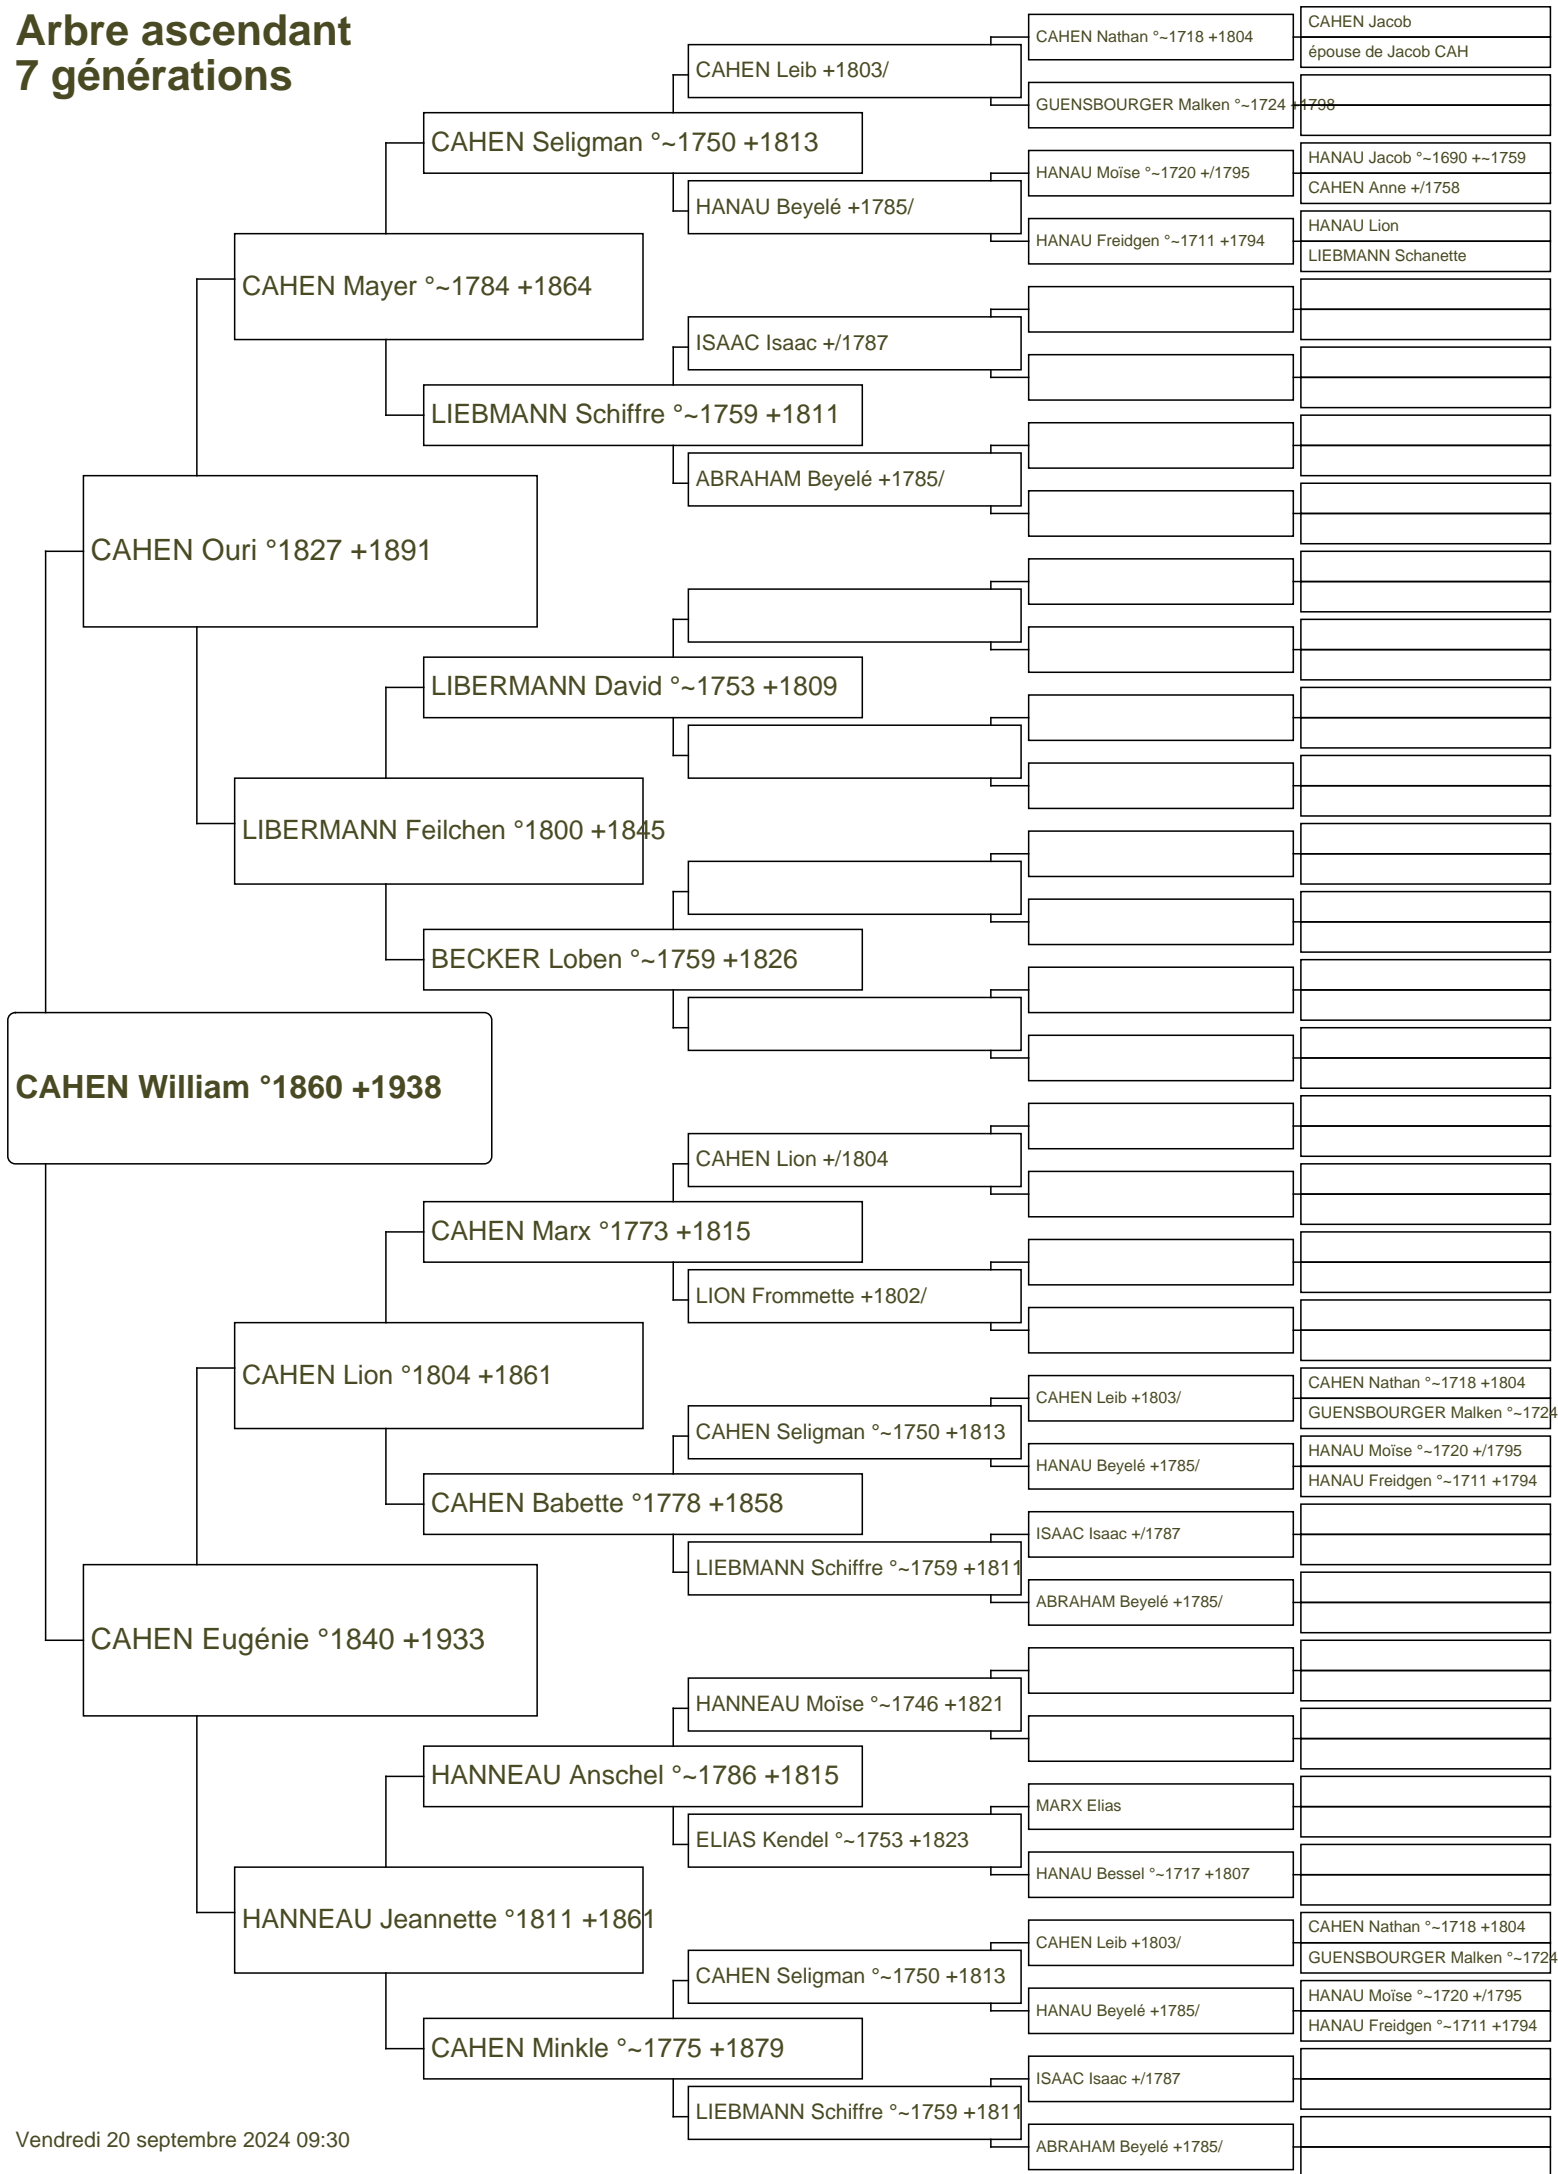 Arbre ascendant
7 générations
CAHEN William °1860 +1938
CAHEN Ouri °1827 +1891
CAHEN Eugénie °1840 +1933
CAHEN Mayer °~1784 +1864
LIBERMANN Feilchen °1800 +1845
CAHEN Lion °1804 +1861
HANNEAU Jeannette °1811 +1861
CAHEN Seligman °~1750 +1813
LIEBMANN Schiffre °~1759 +1811
LIBERMANN David °~1753 +1809
BECKER Loben °~1759 +1826
CAHEN Marx °1773 +1815
CAHEN Babette °1778 +1858
HANNEAU Anschel °~1786 +1815
CAHEN Minkle °~1775 +1879
CAHEN Leib +1803/
HANAU Beyelé +1785/
ISAAC Isaac +/1787
ABRAHAM Beyelé +1785/
CAHEN Lion +/1804
LION Frommette +1802/
CAHEN Seligman °~1750 +1813
LIEBMANN Schiffre °~1759 +1811
HANNEAU Moïse °~1746 +1821
ELIAS Kendel °~1753 +1823
CAHEN Seligman °~1750 +1813
LIEBMANN Schiffre °~1759 +1811
CAHEN Nathan °~1718 +1804
GUENSBOURGER Malken °~1724 +1798
HANAU Moïse °~1720 +/1795
HANAU Freidgen °~1711 +1794
CAHEN Leib +1803/
HANAU Beyelé +1785/
ISAAC Isaac +/1787
ABRAHAM Beyelé +1785/
MARX Elias
HANAU Bessel °~1717 +1807
CAHEN Leib +1803/
HANAU Beyelé +1785/
ISAAC Isaac +/1787
ABRAHAM Beyelé +1785/
CAHEN Jacob
épouse de Jacob CAH
HANAU Jacob °~1690 +~1759
CAHEN Anne +/1758
HANAU Lion
LIEBMANN Schanette
CAHEN Nathan °~1718 +1804
GUENSBOURGER Malken °~1724
HANAU Moïse °~1720 +/1795
HANAU Freidgen °~1711 +1794
CAHEN Nathan °~1718 +1804
GUENSBOURGER Malken °~1724
HANAU Moïse °~1720 +/1795
HANAU Freidgen °~1711 +1794
Vendredi 20 septembre 2024 09:30